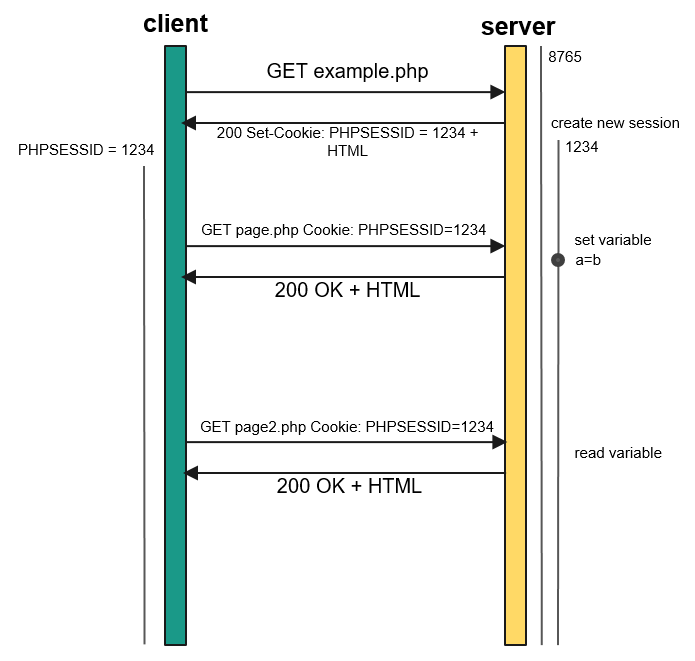 client
server
8765
GET example.php
create new session
200 Set-Cookie: PHPSESSID = 1234 +
HTML
PHPSESSID = 1234
1234
GET page.php Cookie: PHPSESSID=1234
set variable
a=b
200 OK + HTML
GET page2.php Cookie: PHPSESSID=1234
read variable
200 OK + HTML